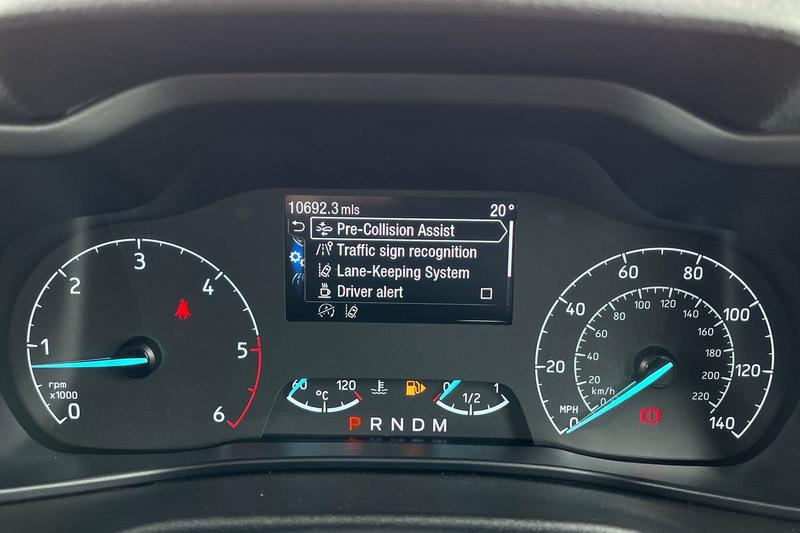 10692.3 mls 20°
Pre-Collision Assist
Traffic sign recognition
Lane-Keeping System
Driver alert
0 1 2 3 4 5 6
rpm
x1000
60 120
°C
0 1/2 1
P R N D M
0 20 40 60 80 100 120 140
MPH
0 20 40 60 80 100 120 140 160 180 200 220
km/h